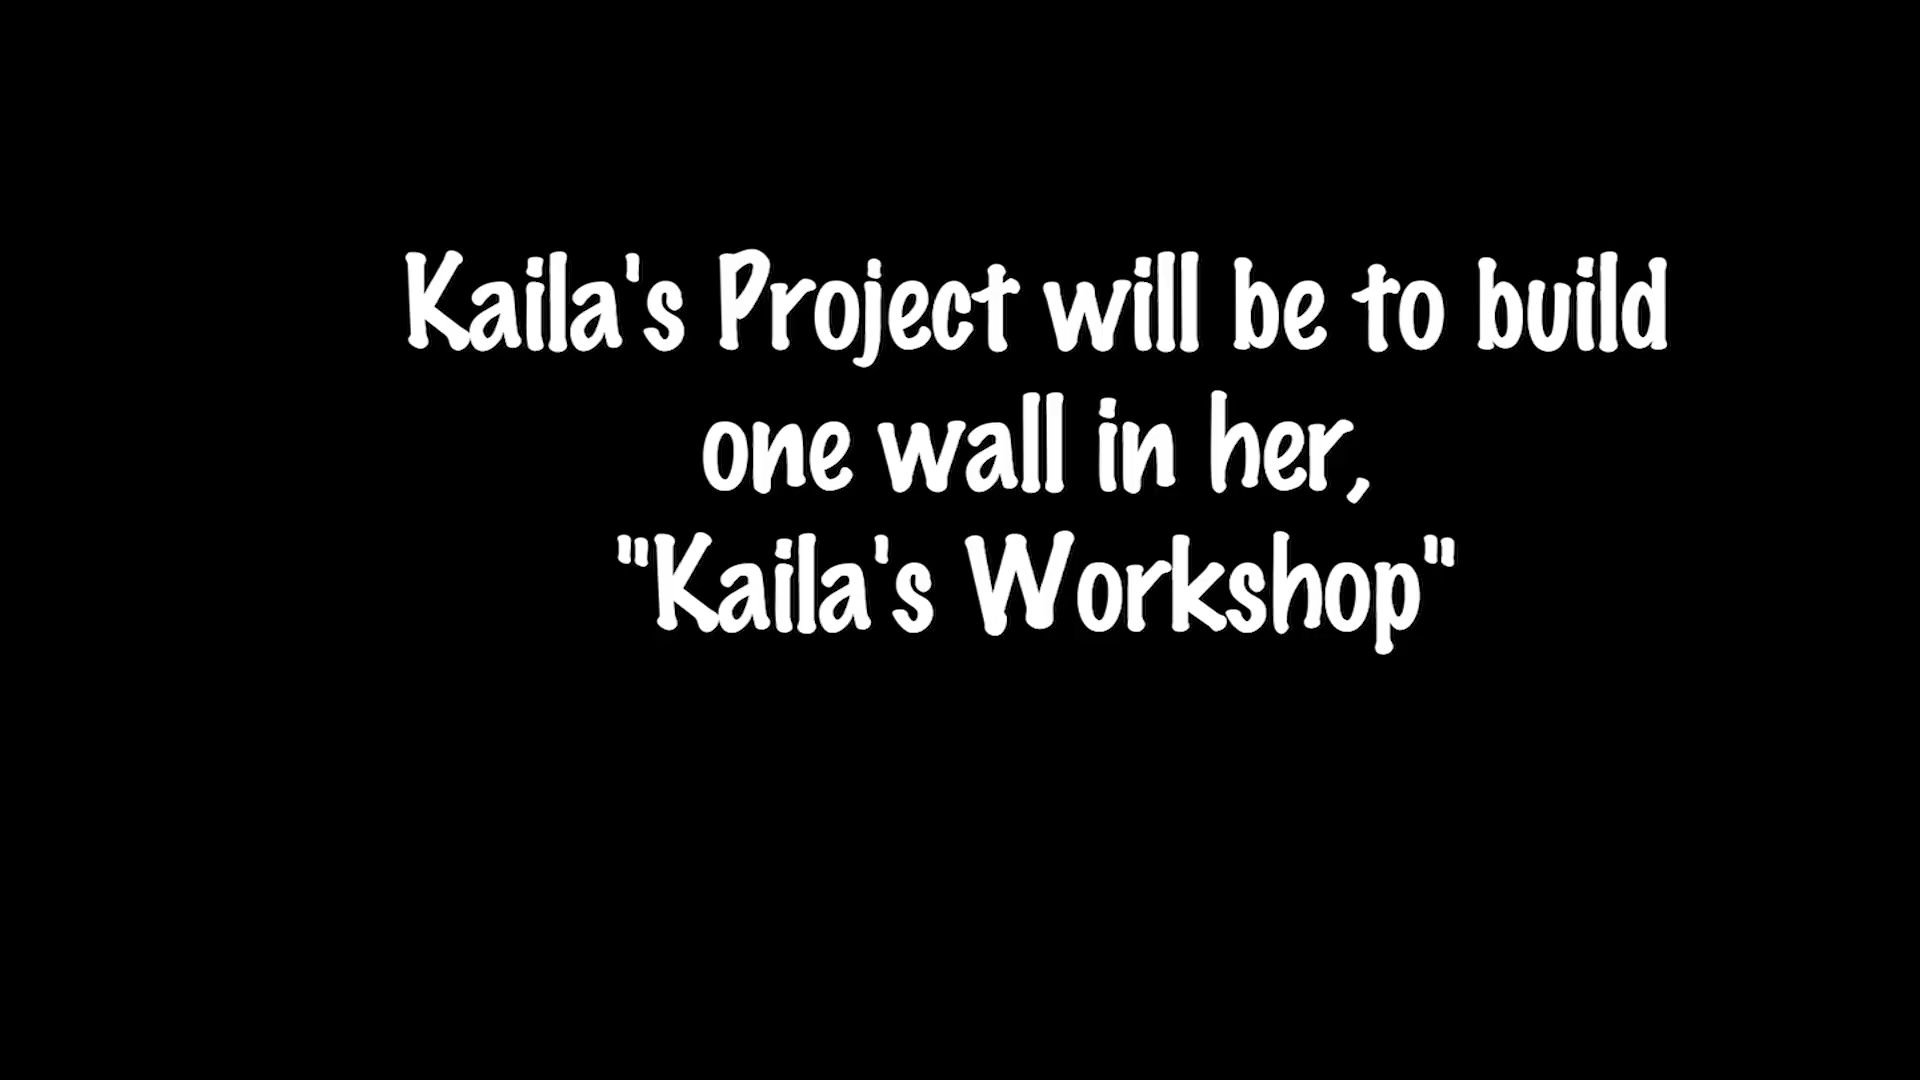 Kaila's Project will be to build
one wall in her,
"Kaila's Workshop"